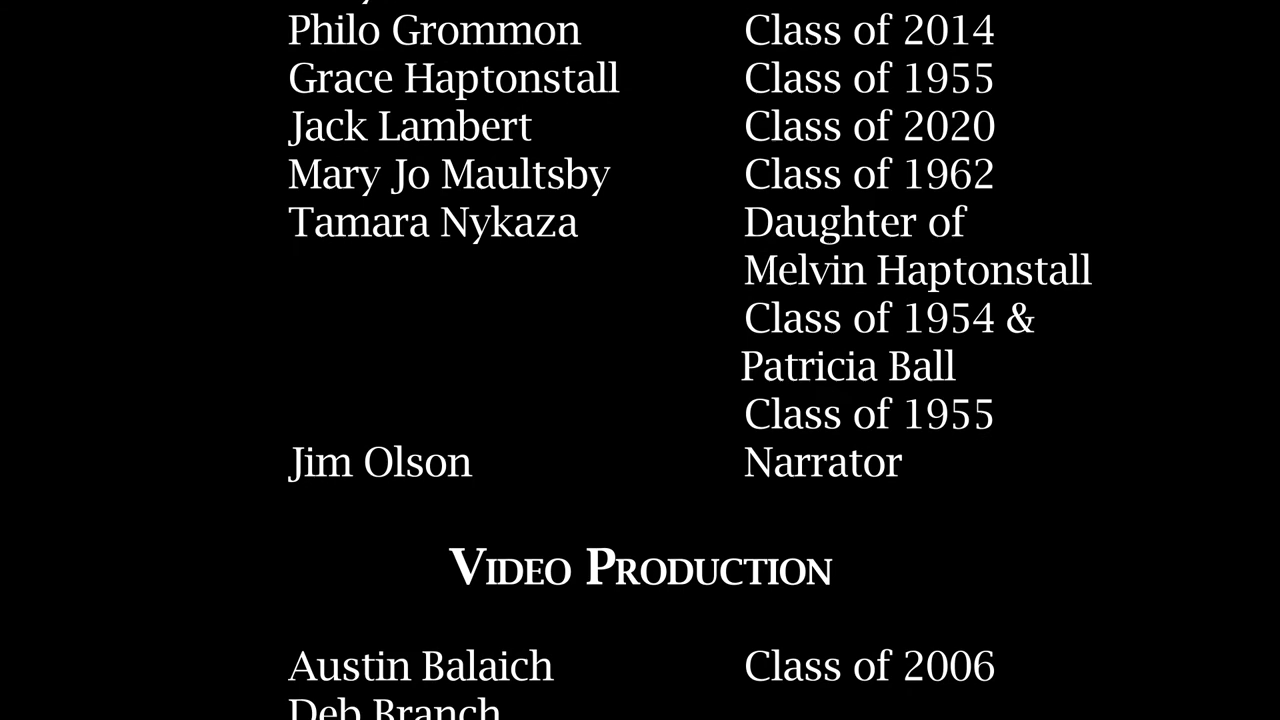 Philo Grommon Class of 2014
Grace Haptonstall Class of 1955
Jack Lambert Class of 2020
Mary Jo Maultsby Class of 1962
Tamara Nykaza Daughter of
Melvin Haptonstall
Class of 1954 &
Patricia Ball
Class of 1955
Jim Olson Narrator
VIDEO PRODUCTION
Austin Balaich Class of 2006
Deb Branch